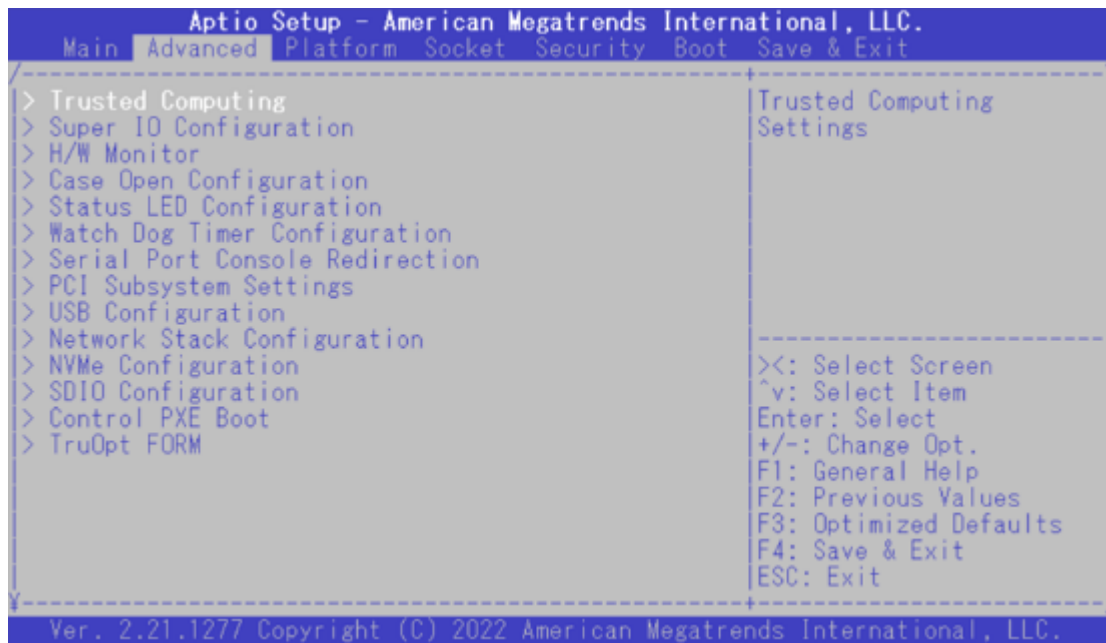 Aptio Setup - American Megatrends International, LLC.
Main Advanced Platform Socket Security Boot Save & Exit
> Trusted Computing
> Super IO Configuration
> H/W Monitor
> Case Open Configuration
> Status LED Configuration
> Watch Dog Timer Configuration
> Serial Port Console Redirection
> PCI Subsystem Settings
> USB Configuration
> Network Stack Configuration
> NVMe Configuration
> SDIO Configuration
> Control PXE Boot
> TruOpt FORM
Trusted Computing
Settings
><: Select Screen
^v: Select Item
Enter: Select
+/-: Change Opt.
F1: General Help
F2: Previous Values
F3: Optimized Defaults
F4: Save & Exit
ESC: Exit
Ver. 2.21.1277 Copyright (C) 2022 American Megatrends International, LLC.